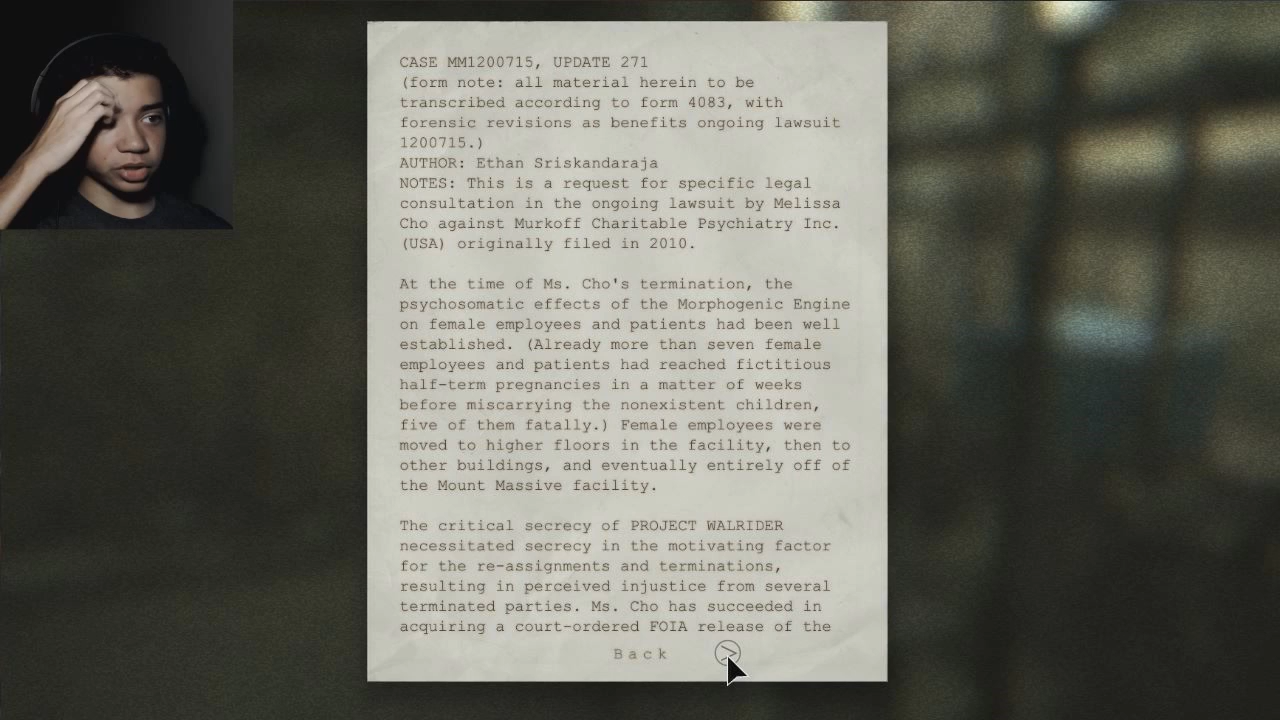 CASE MM1200715, UPDATE 271
(form note: all material herein to be
transcribed according to form 4083, with
forensic revisions as benefits ongoing lawsuit
1200715.)
AUTHOR: Ethan Sriskandaraja
NOTES: This is a request for specific legal
consultation in the ongoing lawsuit by Melissa
Cho against Murkoff Charitable Psychiatry Inc.
(USA) originally filed in 2010.
At the time of Ms. Cho's termination, the
psychosomatic effects of the Morphogenic Engine
on female employees and patients had been well
established. (Already more than seven female
employees and patients had reached fictitious
half-term pregnancies in a matter of weeks
before miscarrying the nonexistent children,
five of them fatally.) Female employees were
moved to higher floors in the facility, then to
other buildings, and eventually entirely off of
the Mount Massive facility.
The critical secrecy of PROJECT WALRIDER
necessitated secrecy in the motivating factor
for the re-assignments and terminations,
resulting in perceived injustice from several
terminated parties. Ms. Cho has succeeded in
acquiring a court-ordered FOIA release of the
Back